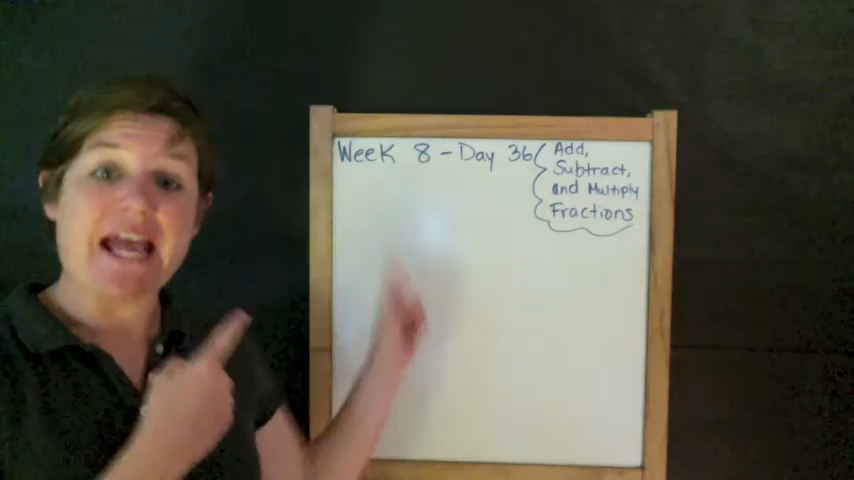 Week 8 - Day 36
Add,
Subtract,
and Multiply
Fractions